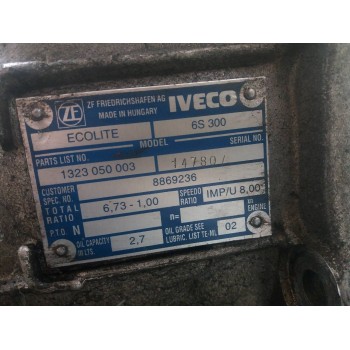 ZF
ZF FRIEDRICHSHAFEN AG
MADE IN HUNGARY
IVECO
ECOLITE
6S 300
PARTS LIST NO.
MODEL
SERIAL NO.
1323 050 003
CUSTOMER
SPEC. NO.
8869236
TOTAL
RATIO
6,73-1,00
SPEEDO
RATIO
IMP/U 8,00
P.T.O. N
n=
ENGINE
OIL CAPACITY
IN LTS.
2,7
OIL GRADE SEE
LUBRIC. LIST TE-ML
02